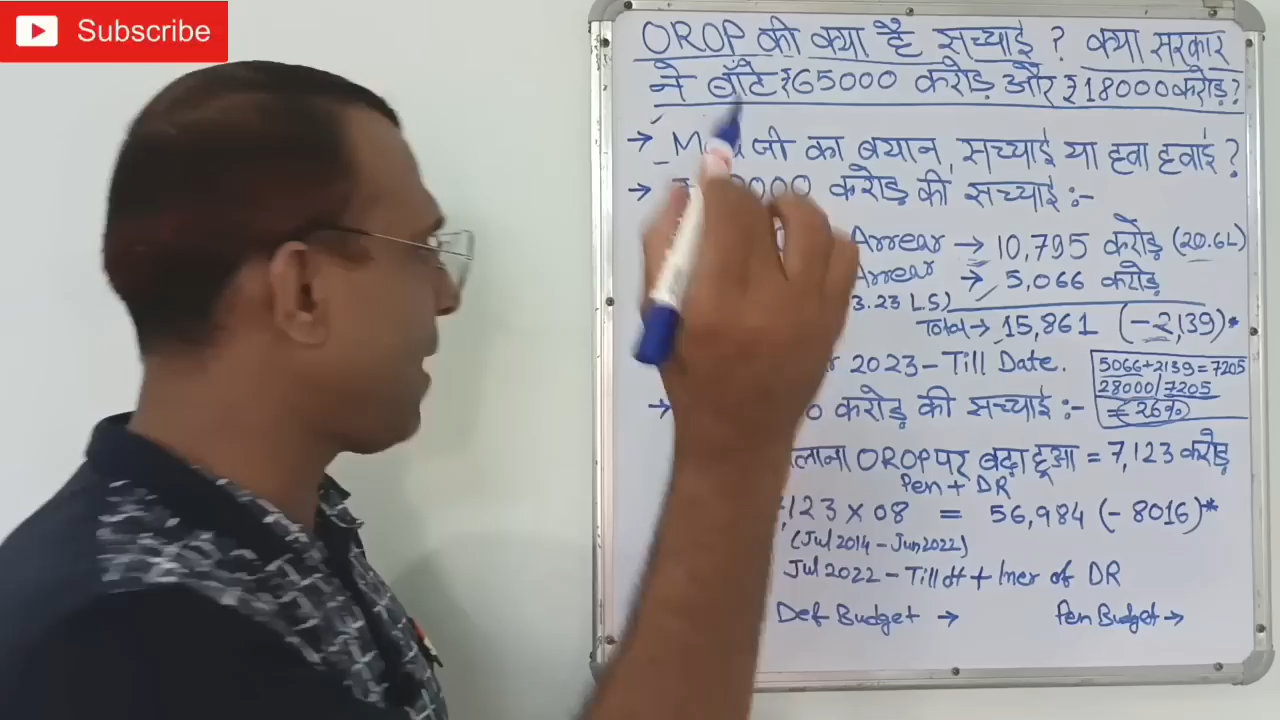 Subscribe
OROP की क्या है सच्चाई ? क्या सरकार
ने बाँटे ₹65000 करोड़ और ₹18000 करोड़ ?
→ जी का बयान, सच्चाई या हवा हवाई ?
→ करोड़ की सच्चाई :-
Arrear → 10,795 करोड़ (20.6L)
Arrear → 5,066 करोड़
3.23 L.S)
Total → 15,861 (-2,139)*
2023 - Till Date.
5066+2139=7205
28000/7205
= 26%
→ करोड़ की सच्चाई :-
OROP पर बढ़ा हुआ = 7,123 करोड़
Pen + DR
123 x 08 = 56,984 (- 8016)*
(Jul 2014 - Jun 2022)
Jul 2022 - Till dt + Incr of DR
Def Budget → Pen Budget →